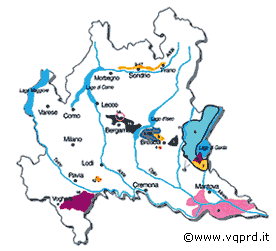 Lago Maggiore
Lago di Como
Morbegno
Sondrio
Tirano
Varese
Como
Lecco
Lago d'Iseo
Milano
Bergamo
Brescia
Lago di Garda
Lodi
Pavia
Voghera
Cremona
Mantova
© www.vqprd.it